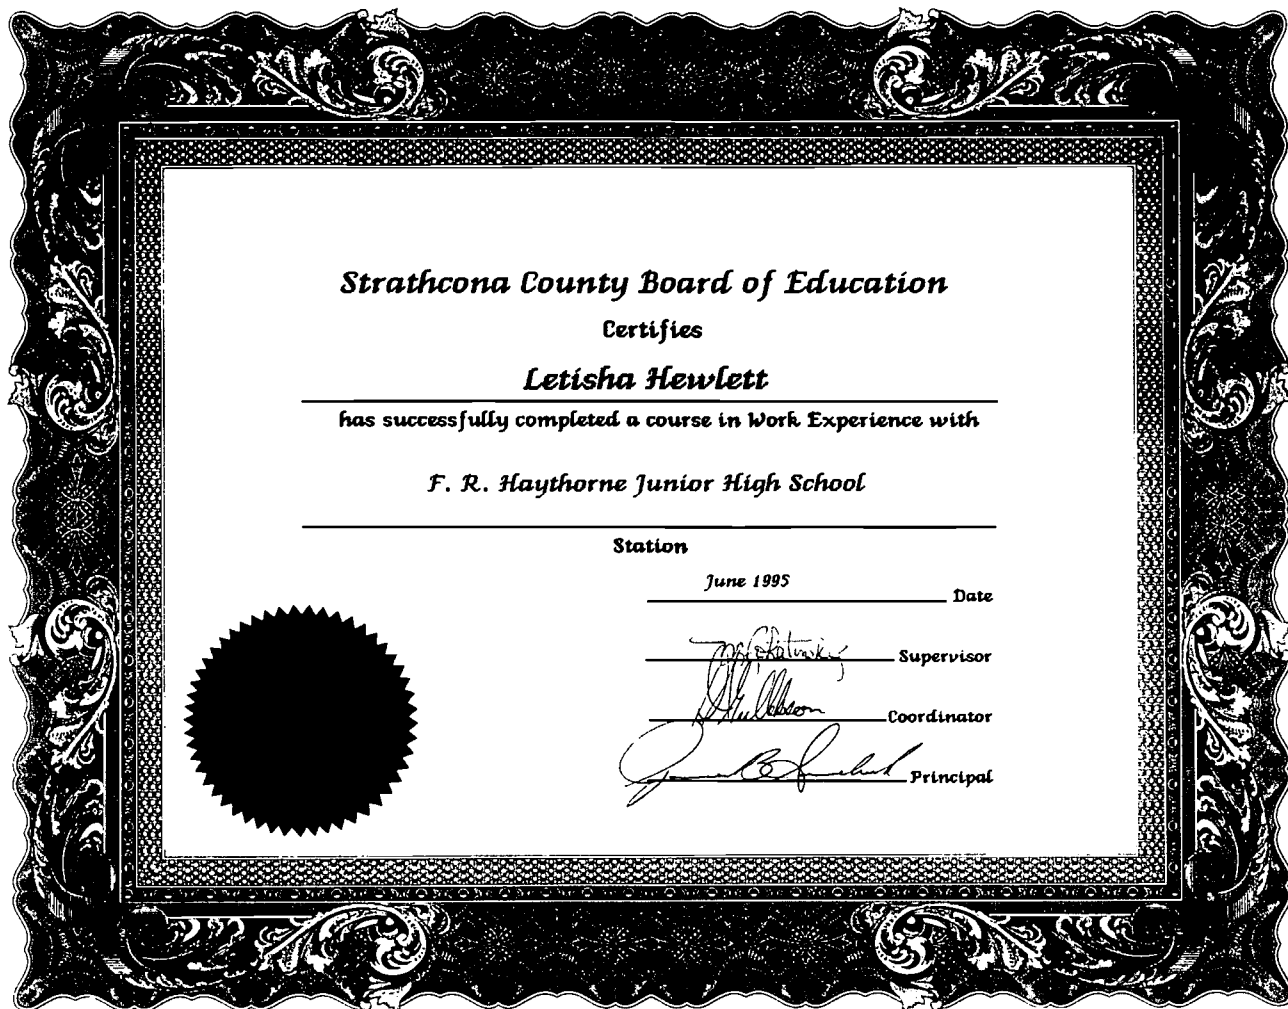 Strathcona County Board of Education
Certifies
Letisha Hewlett
has successfully completed a course in Work Experience with
F. R. Haythorne Junior High School
Station
June 1995 Date
Supervisor
Coordinator
Principal